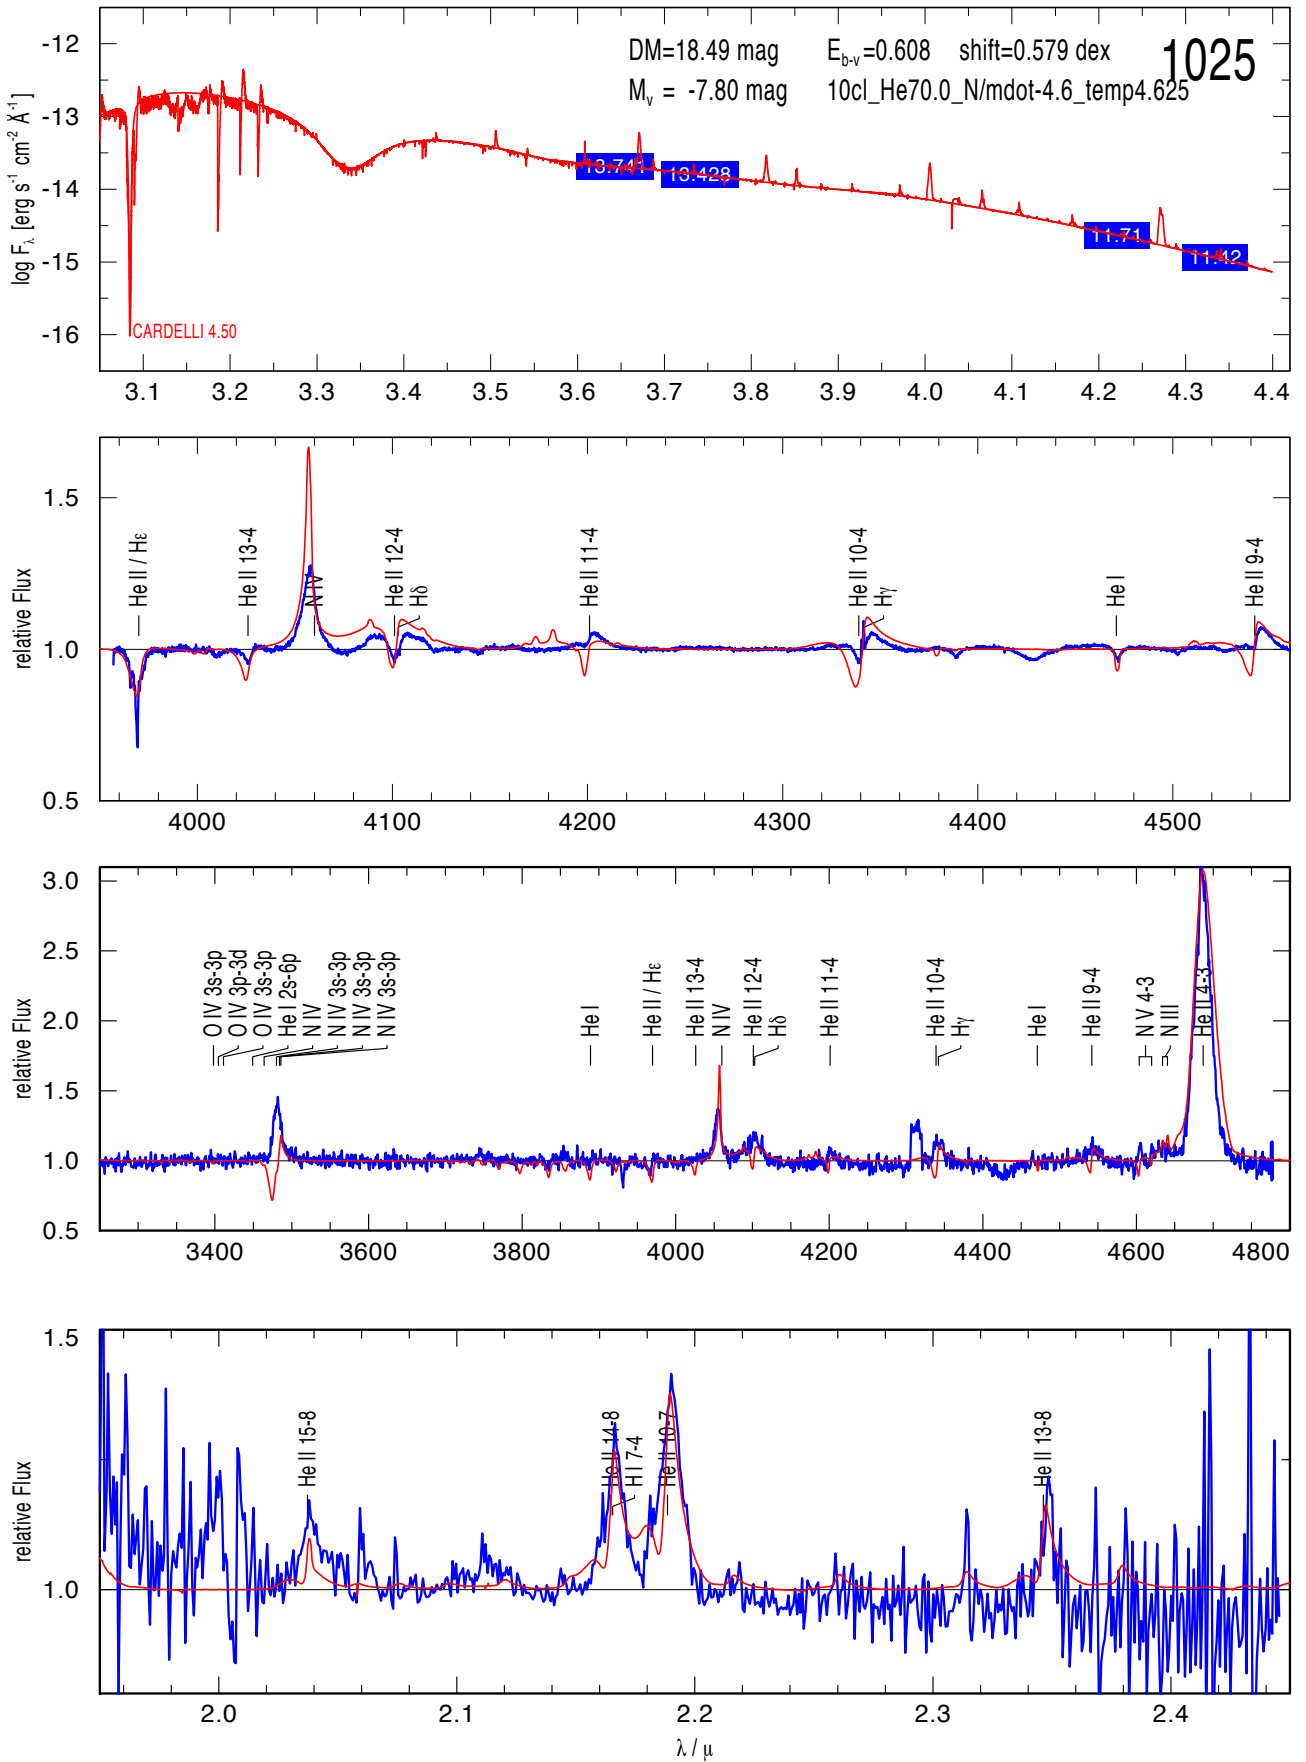 DM=18.49 mag E_b-v=0.608 shift=0.579 dex 1025
M_v = -7.80 mag 10cl_He70.0_N/mdot-4.6_temp4.625
log F_λ [erg s⁻¹ cm⁻² Å⁻¹]
-12
-13
-14
-15
-16
13.428
11.71
11.42
CARDELLI 4.50
3.1 3.2 3.3 3.4 3.5 3.6 3.7 3.8 3.9 4.0 4.1 4.2 4.3 4.4
relative Flux
1.5
1.0
0.5
He II / Hε
He II 13-4
N IV
He II 12-4
Hδ
He II 11-4
He II 10-4
Hγ
He I
He II 9-4
4000 4100 4200 4300 4400 4500
relative Flux
3.0
2.5
2.0
1.5
1.0
0.5
O IV 3s-3p
O IV 3p-3d
O IV 3s-3p
He I 2s-6p
N IV
N IV 3s-3p
N IV 3s-3p
N IV 3s-3p
He I
He II / Hε
He II 13-4
N IV
He II 12-4
Hδ
He II 11-4
He II 10-4
Hγ
He I
He II 9-4
N V 4-3
N III
He II 4-3
3400 3600 3800 4000 4200 4400 4600 4800
relative Flux
1.5
1.0
He II 15-8
He II 14-8
H I 7-4
He II 10-7
He II 13-8
2.0 2.1 2.2 2.3 2.4
λ / μ